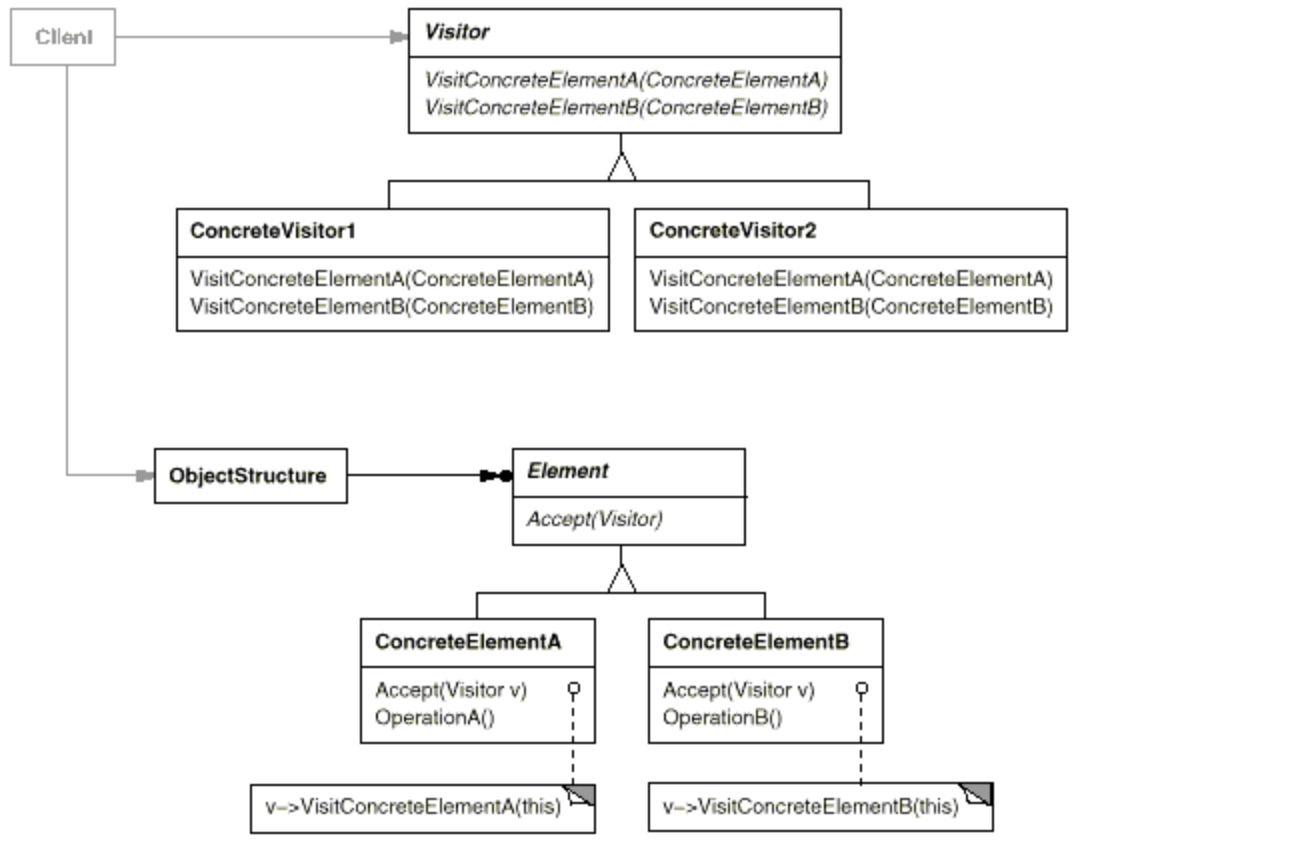 Client
Visitor
VisitConcreteElementA(ConcreteElementA)
VisitConcreteElementB(ConcreteElementB)
ConcreteVisitor1
VisitConcreteElementA(ConcreteElementA)
VisitConcreteElementB(ConcreteElementB)
ConcreteVisitor2
VisitConcreteElementA(ConcreteElementA)
VisitConcreteElementB(ConcreteElementB)
ObjectStructure
Element
Accept(Visitor)
ConcreteElementA
Accept(Visitor v)
OperationA()
ConcreteElementB
Accept(Visitor v)
OperationB()
v–>VisitConcreteElementA(this)
v–>VisitConcreteElementB(this)